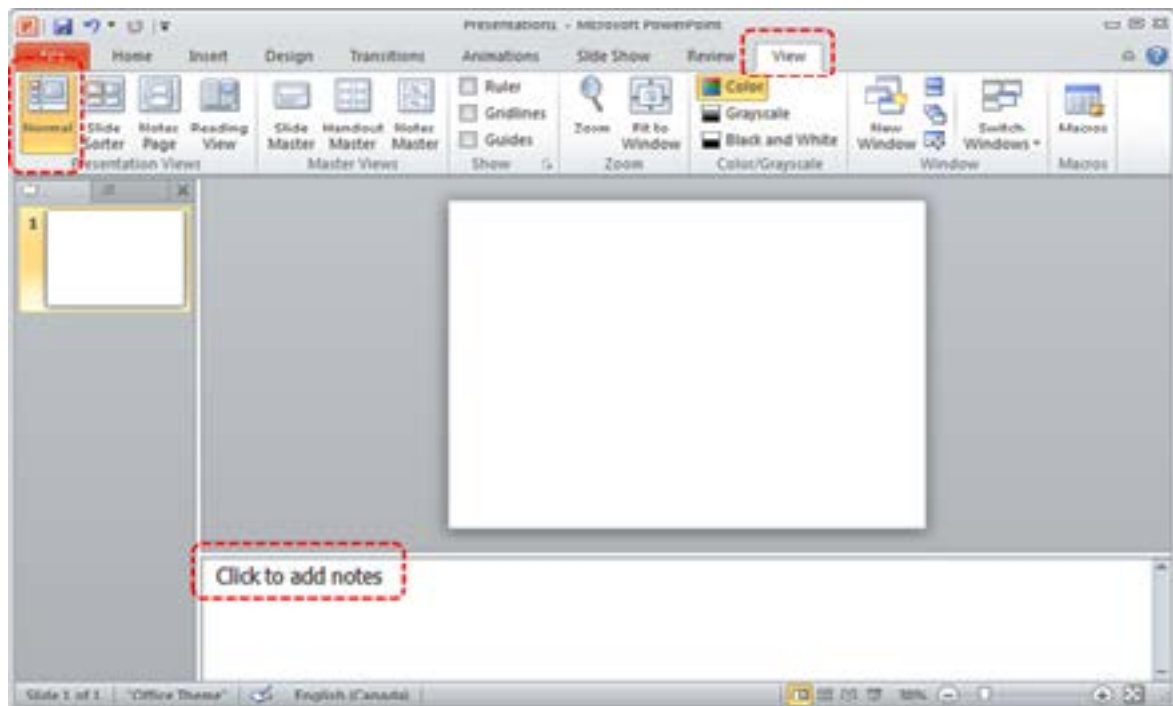 Presentation1 - Microsoft PowerPoint
File Home Insert Design Transitions Animations Slide Show Review View
Normal
Slide Sorter
Notes Page
Reading View
Presentation Views
Slide Master
Handout Master
Notes Master
Master Views
Ruler
Gridlines
Guides
Show
Zoom
Fit to Window
Zoom
Color
Grayscale
Black and White
Color/Grayscale
New Window
Switch Windows
Window
Macros
Macros
1
Click to add notes
Slide 1 of 1 "Office Theme" English (Canada)